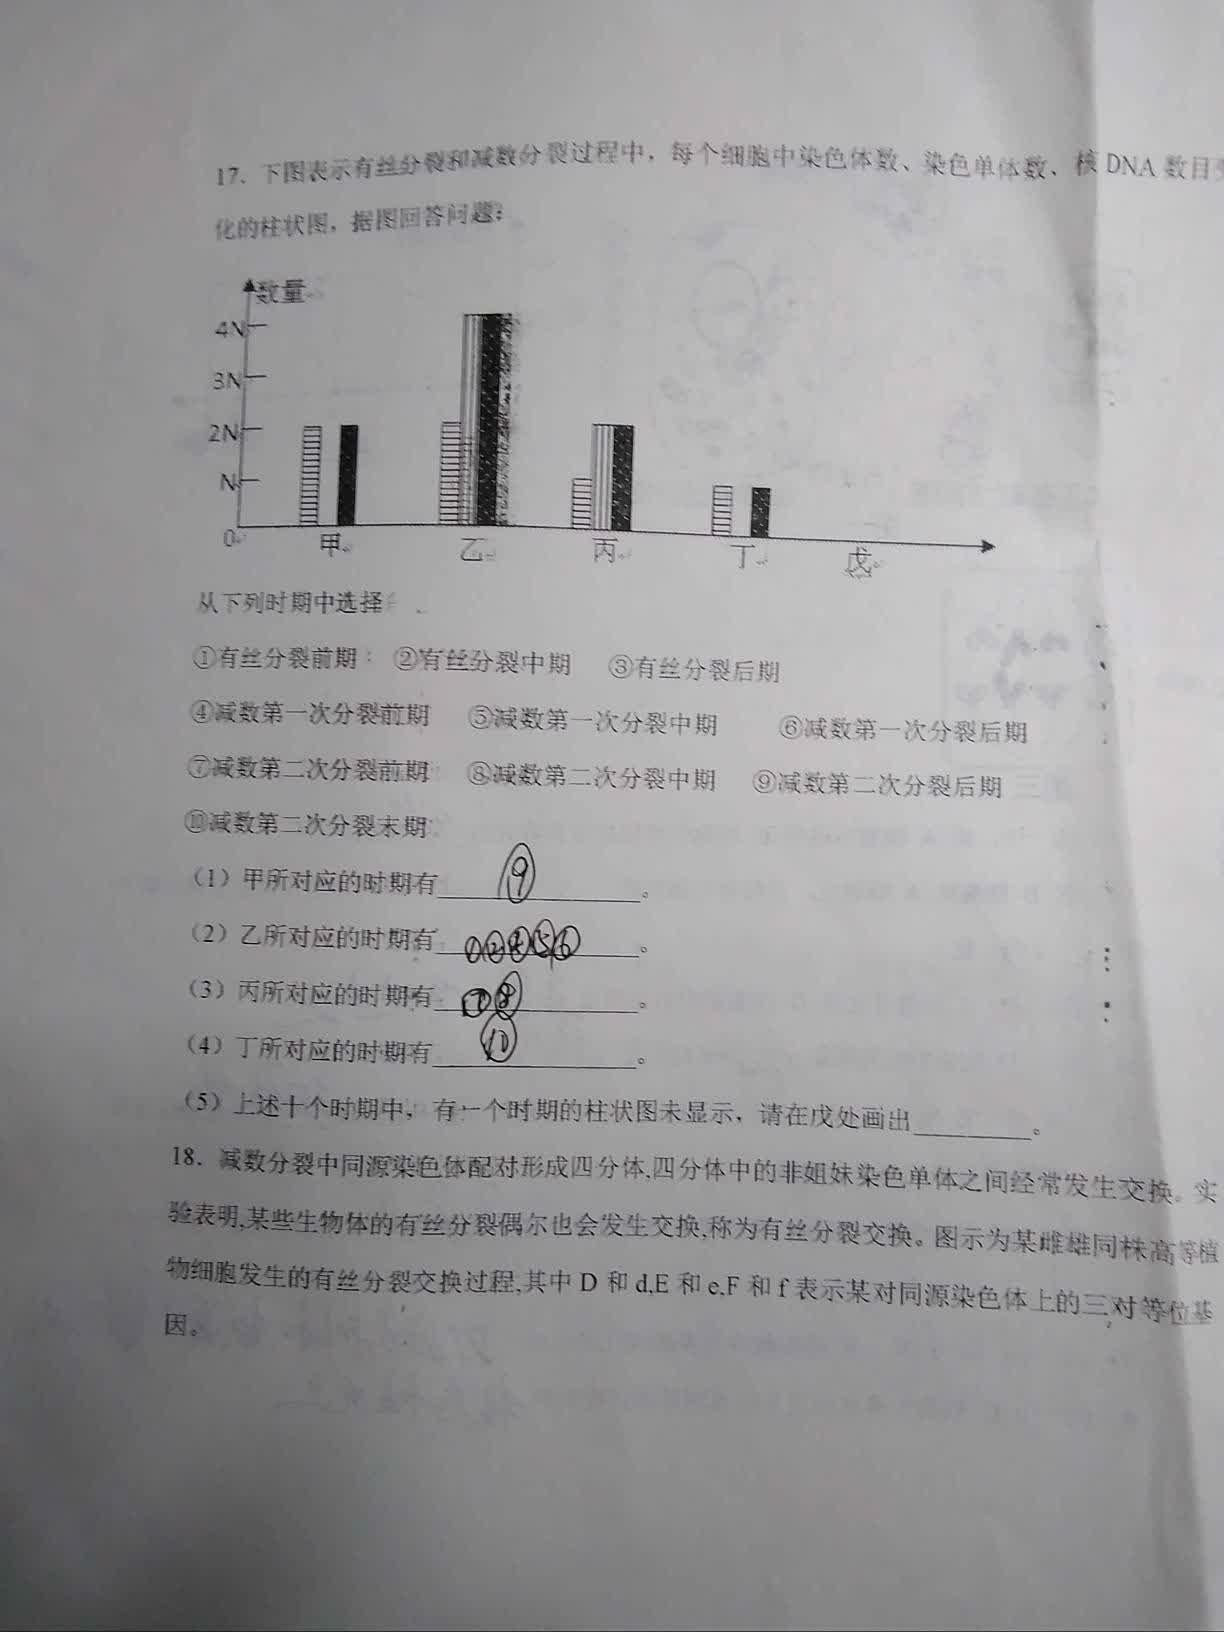 17. 下图表示有丝分裂和减数分裂过程中，每个细胞中染色体数、染色单体数、核 DNA 数目变
化的柱状图，据图回答问题：
数量
4N
3N
2N
N
0
甲 乙 丙 丁 戊
从下列时期中选择
①有丝分裂前期 ②有丝分裂中期 ③有丝分裂后期
④减数第一次分裂前期 ⑤减数第一次分裂中期 ⑥减数第一次分裂后期
⑦减数第二次分裂前期 ⑧减数第二次分裂中期 ⑨减数第二次分裂后期
⑩减数第二次分裂末期
（1）甲所对应的时期有 ⑨ 。
（2）乙所对应的时期有 ①②④⑤⑥ 。
（3）丙所对应的时期有 ⑦⑧ 。
（4）丁所对应的时期有 ⑩ 。
（5）上述十个时期中，有一个时期的柱状图未显示，请在戊处画出________。
18. 减数分裂中同源染色体配对形成四分体,四分体中的非姐妹染色单体之间经常发生交换。实
验表明,某些生物体的有丝分裂偶尔也会发生交换,称为有丝分裂交换。图示为某雌雄同株高等植
物细胞发生的有丝分裂交换过程,其中 D 和 d,E 和 e,F 和 f 表示某对同源染色体上的三对等位基
因。